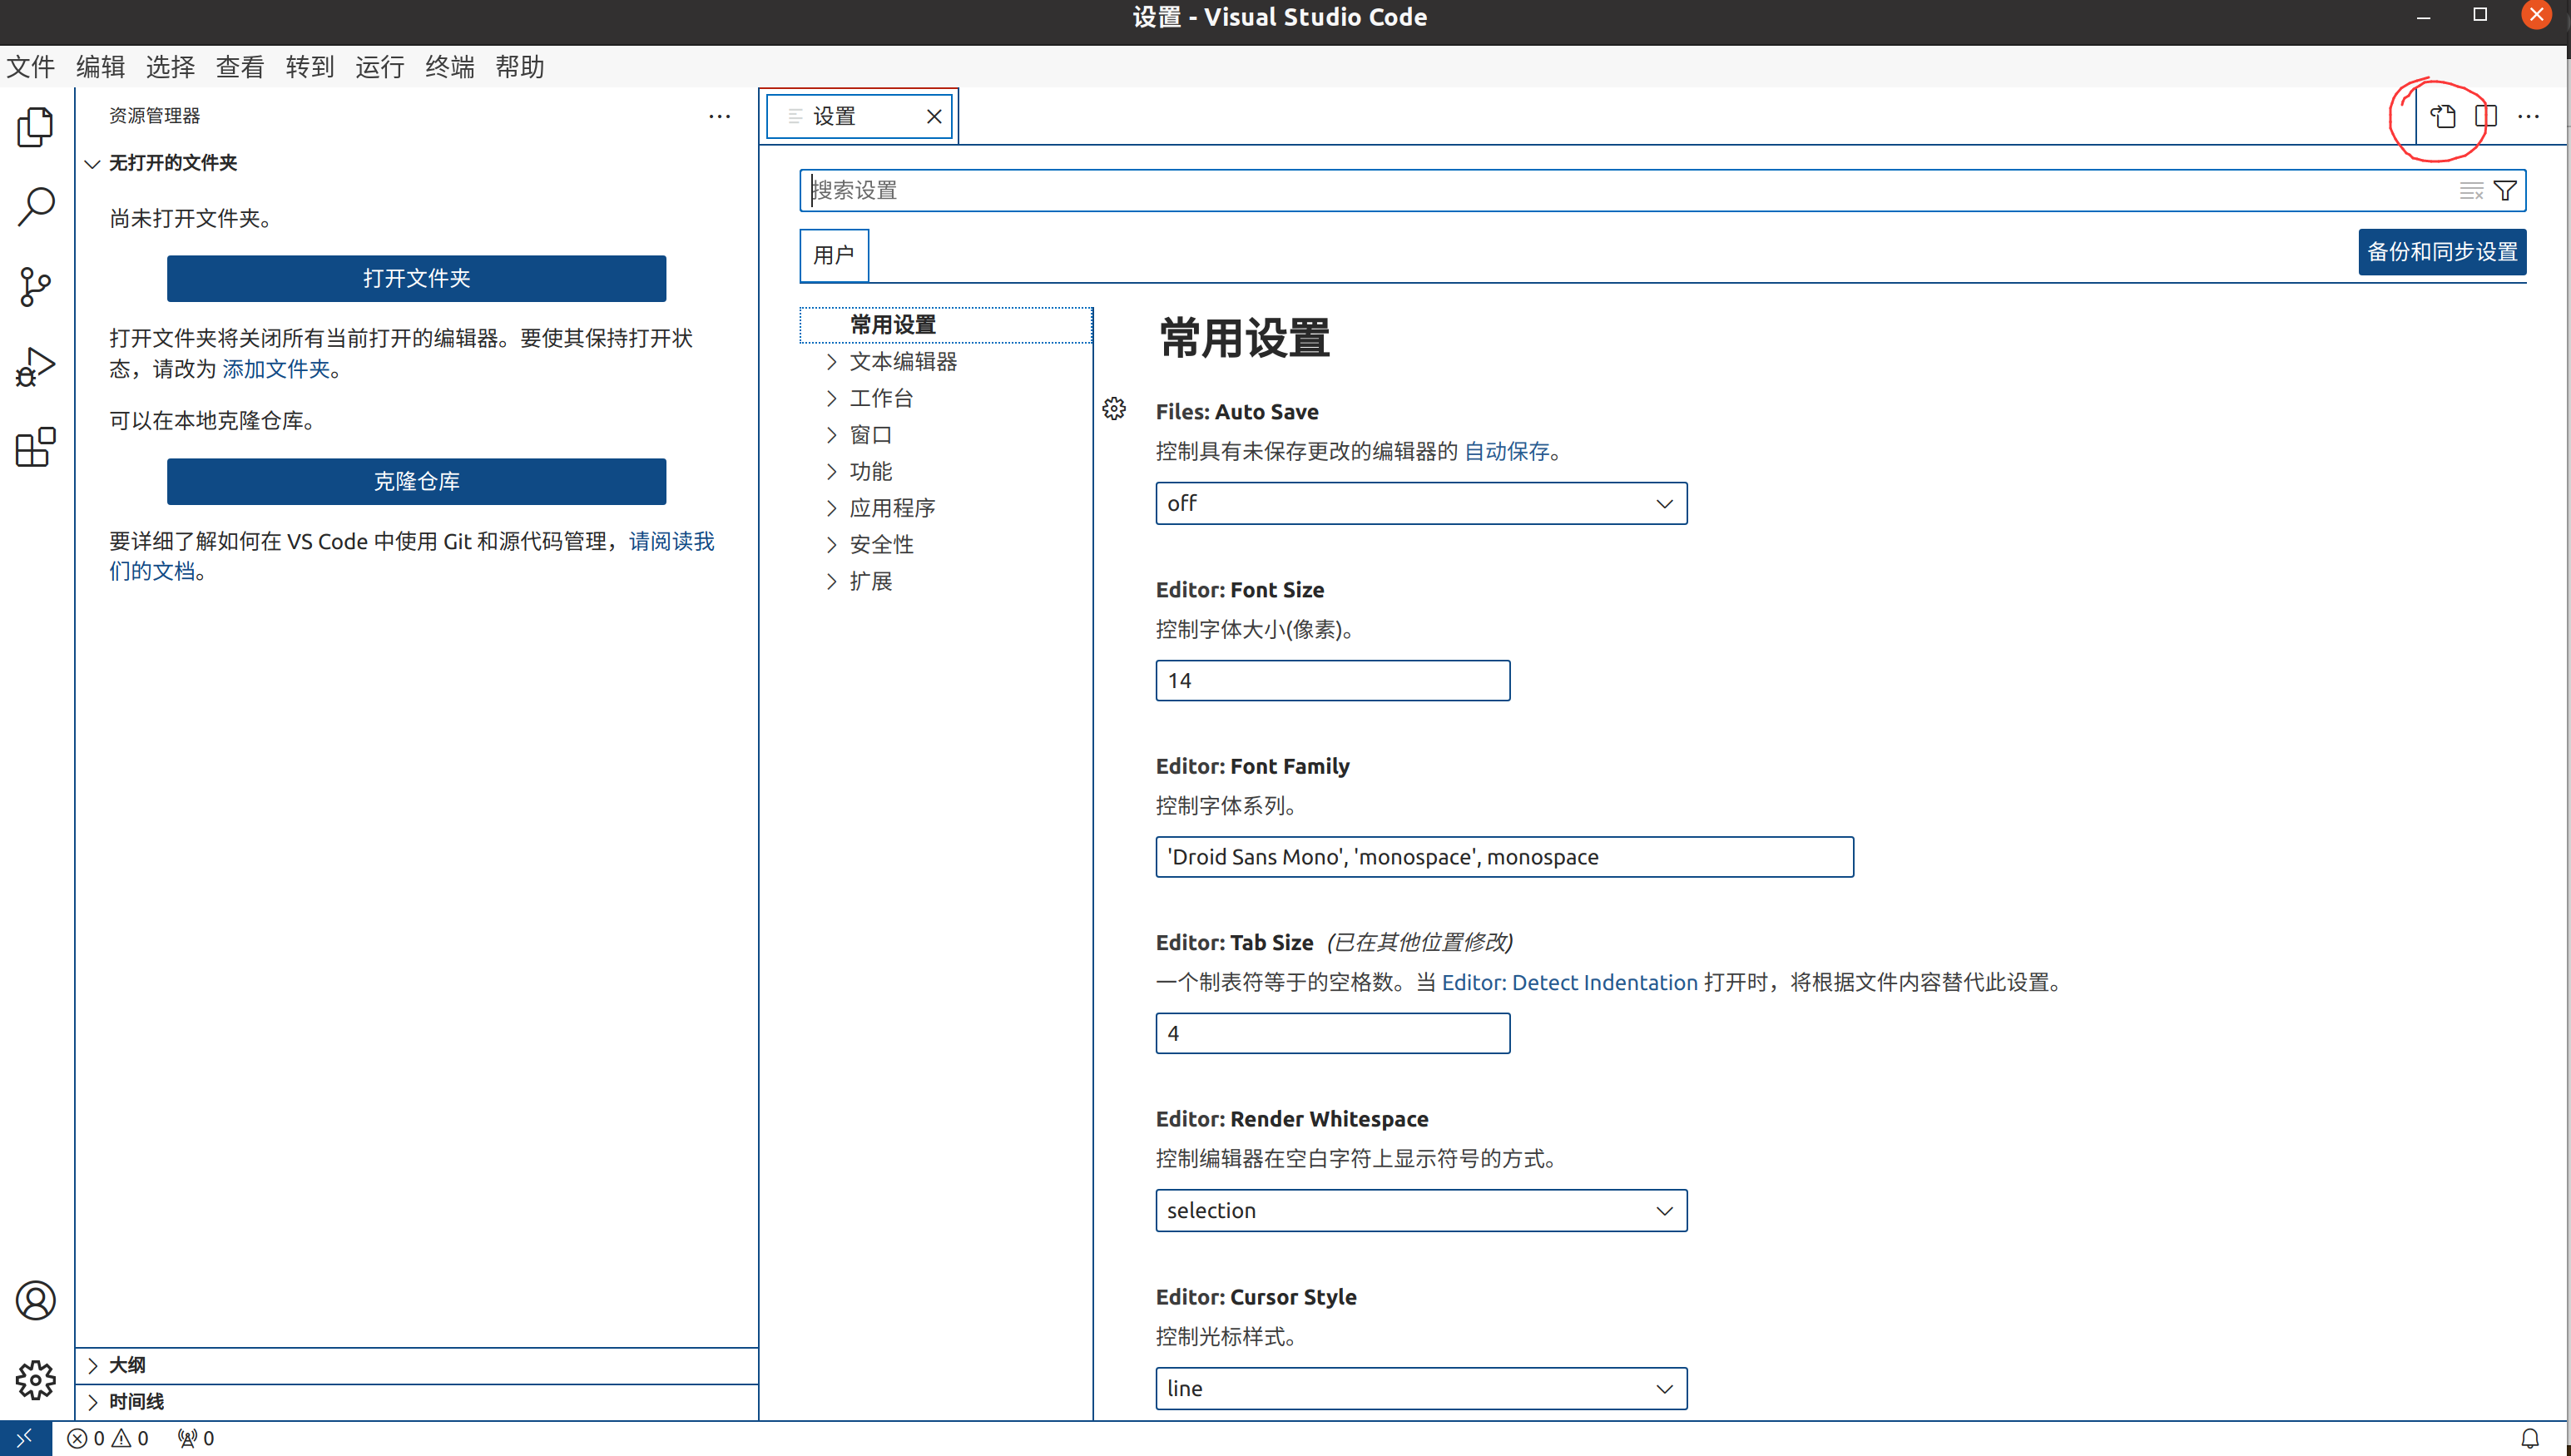 设置 - Visual Studio Code
文件 编辑 选择 查看 转到 运行 终端 帮助
资源管理器
无打开的文件夹
尚未打开文件夹。
打开文件夹
打开文件夹将关闭所有当前打开的编辑器。要使其保持打开状
态，请改为 添加文件夹。
可以在本地克隆仓库。
克隆仓库
要详细了解如何在 VS Code 中使用 Git 和源代码管理，请阅读我
们的文档。
大纲
时间线
设置
搜索设置
用户
备份和同步设置
常用设置
文本编辑器
工作台
窗口
功能
应用程序
安全性
扩展
常用设置
Files: Auto Save
控制具有未保存更改的编辑器的 自动保存。
off
Editor: Font Size
控制字体大小(像素)。
14
Editor: Font Family
控制字体系列。
'Droid Sans Mono', 'monospace', monospace
Editor: Tab Size (已在其他位置修改)
一个制表符等于的空格数。当 Editor: Detect Indentation 打开时，将根据文件内容替代此设置。
4
Editor: Render Whitespace
控制编辑器在空白字符上显示符号的方式。
selection
Editor: Cursor Style
控制光标样式。
line
0 0 0